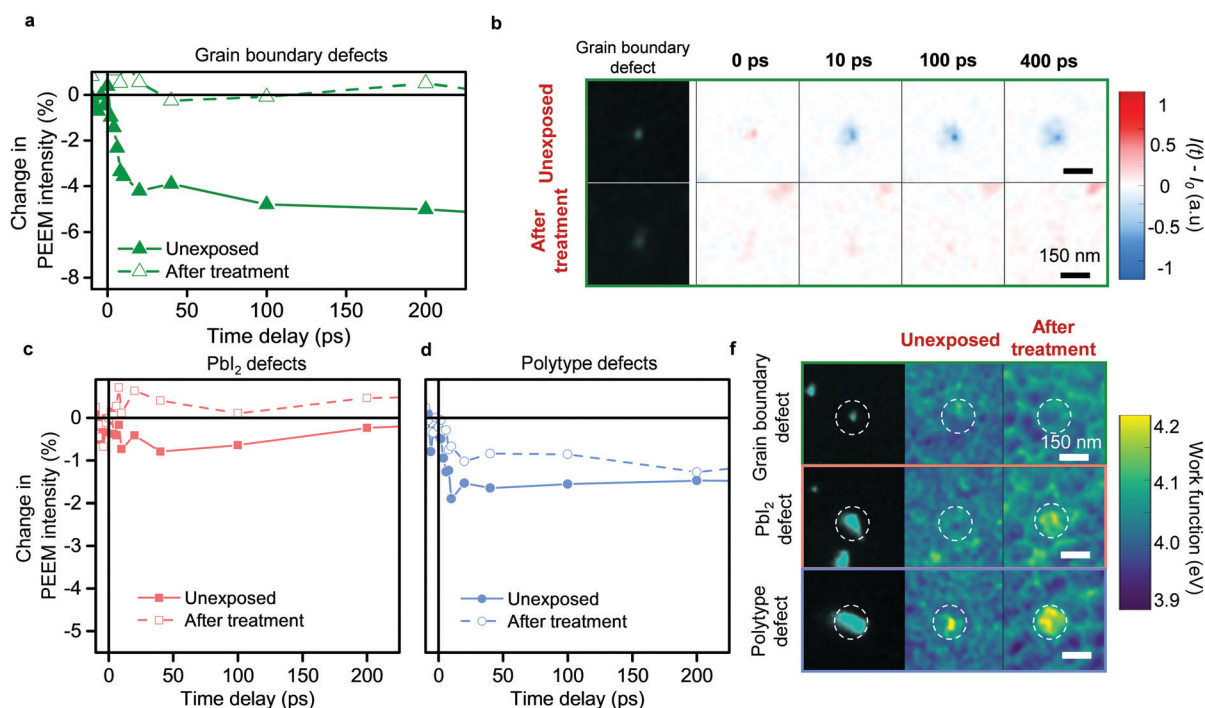 a
Grain boundary defects
0
-2
-4
-6
-8
Change in
PEEM intensity (%)
Unexposed
After treatment
0
50
100
150
200
Time delay (ps)
b
Grain boundary
defect
0 ps
10 ps
100 ps
400 ps
Unexposed
After
treatment
150 nm
1
0.5
0
-0.5
-1
I(t) - I₀ (a.u)
c
PbI₂ defects
0
-1
-2
-3
-4
-5
Change in
PEEM intensity (%)
Unexposed
After treatment
0
50
100
150
200
Time delay (ps)
d
Polytype defects
Unexposed
After treatment
0
50
100
150
200
Time delay (ps)
f
Unexposed
After
treatment
Grain boundary
defect
150 nm
PbI₂
defect
Polytype
defect
4.2
4.1
4.0
3.9
Work function (eV)